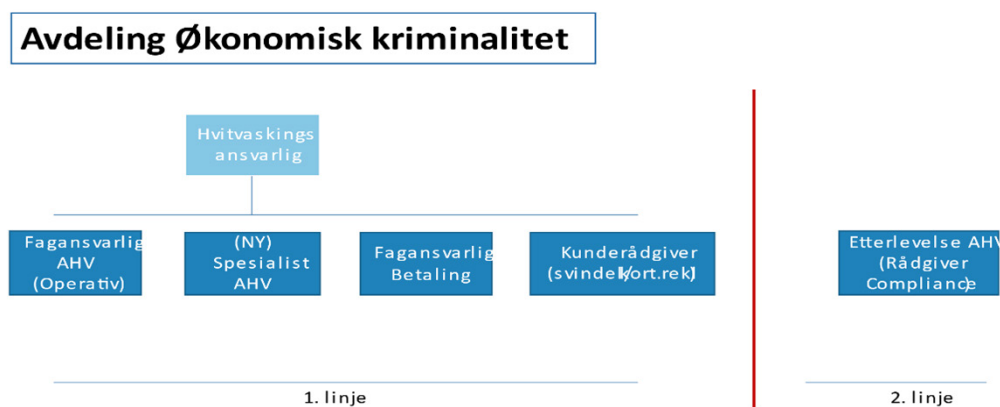 Avdeling Økonomisk kriminalitet
Hvitvaskings
ansvarlig
Fagansvarlig
AHV
(Operativ)
(NY)
Spesialist
AHV
Fagansvarlig
Betaling
Kunderådgiver
(svindel/kort.rekl)
Etterlevelse AHV
(Rådgiver
Compliance)
1. linje
2. linje